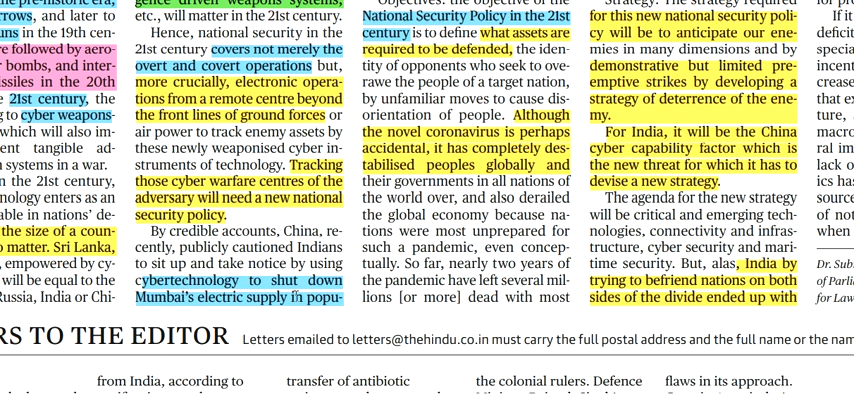 the pre-historic era,
rrows, and later to
uns in the 19th cen-
re followed by aero-
r bombs, and inter-
issiles in the 20th
e 21st century, the
g to cyber weapons-
which will also im-
ent tangible ad-
n systems in a war.
n the 21st century,
nology enters as an
able in nations' de-
the size of a coun-
o matter. Sri Lanka,
, empowered by cy-
will be equal to the
Russia, India or Chi-
gence driven weapons systems,
etc., will matter in the 21st century.
Hence, national security in the
21st century covers not merely the
overt and covert operations but,
more crucially, electronic opera-
tions from a remote centre beyond
the front lines of ground forces or
air power to track enemy assets by
these newly weaponised cyber in-
struments of technology. Tracking
those cyber warfare centres of the
adversary will need a new national
security policy.
By credible accounts, China, re-
cently, publicly cautioned Indians
to sit up and take notice by using
cybertechnology to shut down
Mumbai's electric supply in popu-
Objectives: the objective of the
National Security Policy in the 21st
century is to define what assets are
required to be defended, the iden-
tity of opponents who seek to ove-
rawe the people of a target nation,
by unfamiliar moves to cause dis-
orientation of people. Although
the novel coronavirus is perhaps
accidental, it has completely des-
tabilised peoples globally and
their governments in all nations of
the world over, and also derailed
the global economy because na-
tions were most unprepared for
such a pandemic, even concep-
tually. So far, nearly two years of
the pandemic have left several mil-
lions [or more] dead with most
Strategy: The strategy required
for this new national security poli-
cy will be to anticipate our ene-
mies in many dimensions and by
demonstrative but limited pre-
emptive strikes by developing a
strategy of deterrence of the ene-
my.
For India, it will be the China
cyber capability factor which is
the new threat for which it has to
devise a new strategy.
The agenda for the new strategy
will be critical and emerging tech-
nologies, connectivity and infras-
tructure, cyber security and mari-
time security. But, alas, India by
trying to befriend nations on both
sides of the divide ended up with
If it
deficit
specia
incent
crease
that ex
ture,
macro
ral im
lack o
ics has
source
of not
when
Dr. Sub
of Parli
for Law
RS TO THE EDITOR
Letters emailed to letters@thehindu.co.in must carry the full postal address and the full name or the nam
from India, according to
transfer of antibiotic
the colonial rulers. Defence
flaws in its approach.